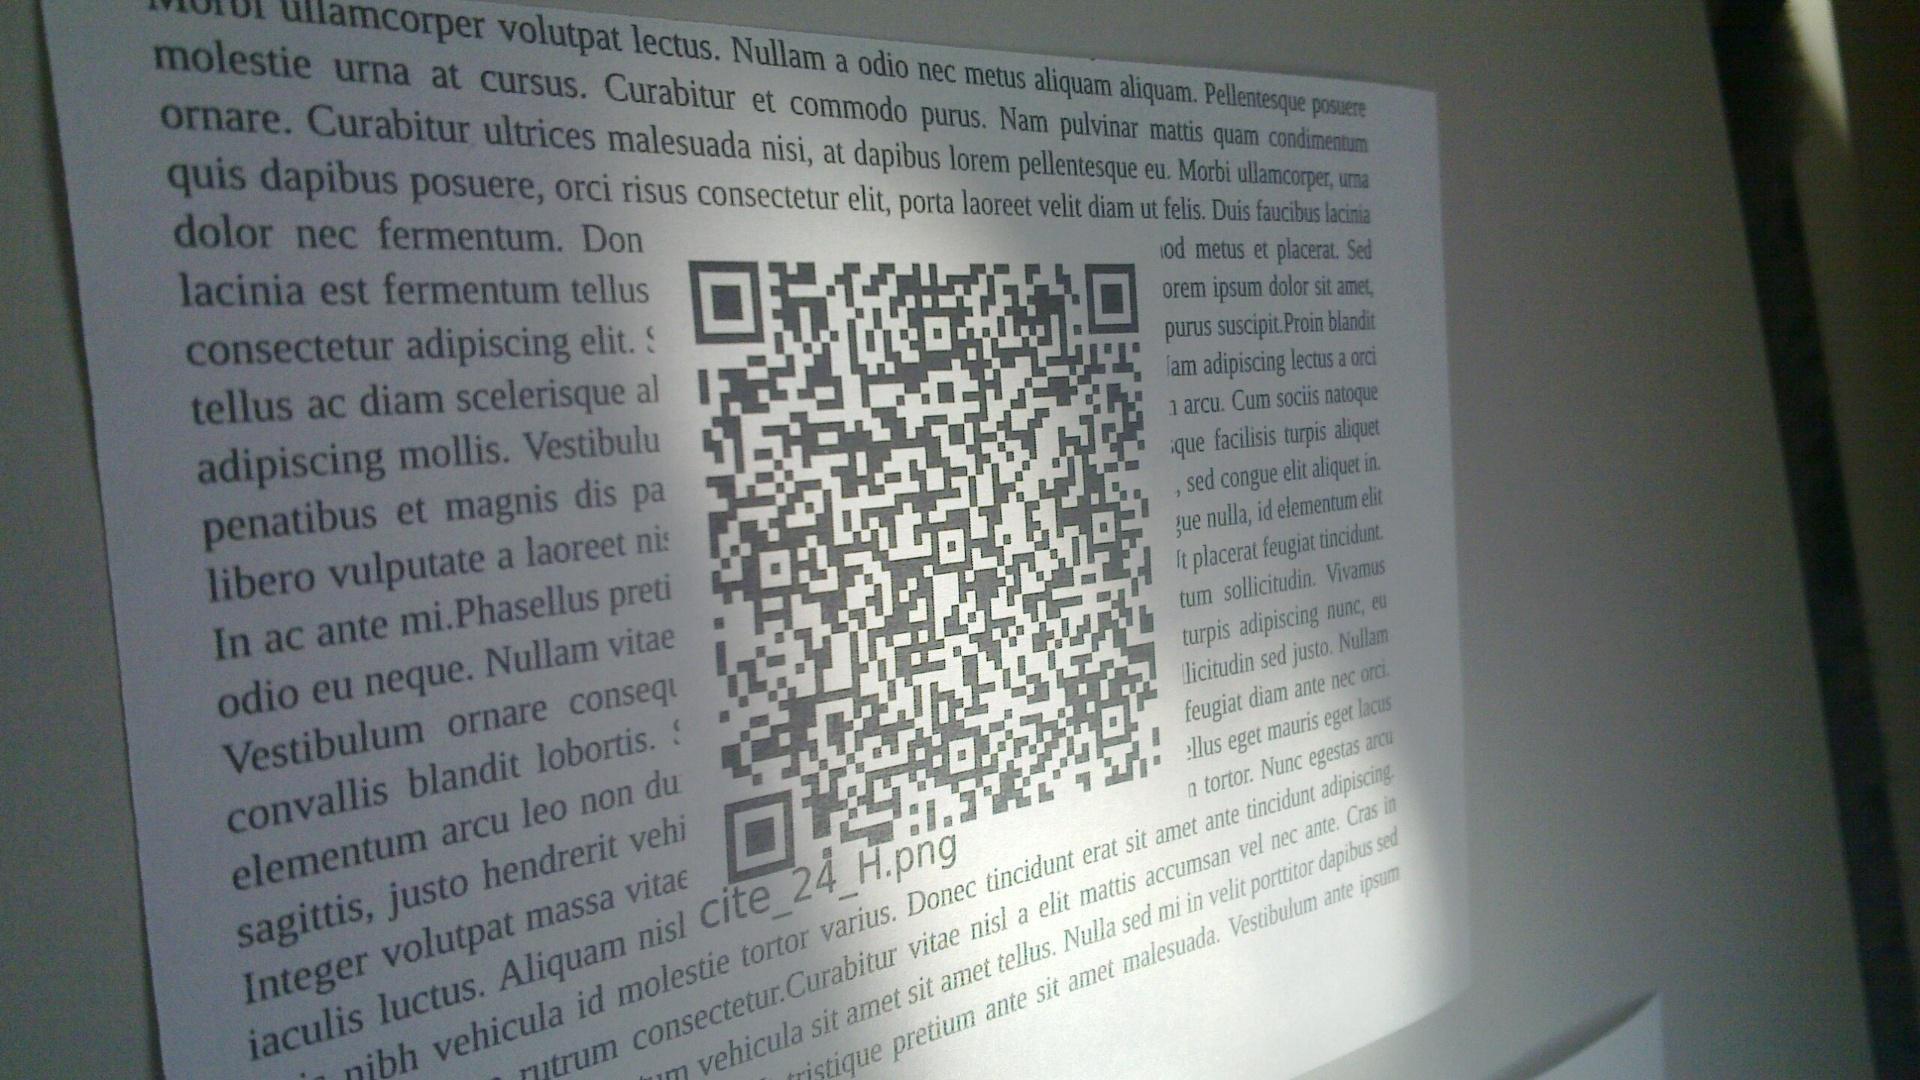 Morbi ullamcorper volutpat lectus. Nullam a odio nec metus aliquam aliquam. Pellentesque posuere
molestie urna at cursus. Curabitur et commodo purus. Nam pulvinar mattis quam condimentum
ornare. Curabitur ultrices malesuada nisi, at dapibus lorem pellentesque eu. Morbi ullamcorper, urna
quis dapibus posuere, orci risus consectetur elit, porta laoreet velit diam ut felis. Duis faucibus lacinia
dolor nec fermentum. Don od metus et placerat. Sed
lacinia est fermentum tellus orem ipsum dolor sit amet,
consectetur adipiscing elit. purus suscipit.Proin blandit
tellus ac diam scelerisque al am adipiscing lectus a orci
adipiscing mollis. Vestibulu arcu. Cum sociis natoque
penatibus et magnis dis pa que facilisis turpis aliquet
libero vulputate a laoreet nis , sed congue elit aliquet in.
In ac ante mi.Phasellus preti gue nulla, id elementum elit
odio eu neque. Nullam vitae t placerat feugiat tincidunt.
Vestibulum ornare consequ tum sollicitudin. Vivamus
convallis blandit lobortis. turpis adipiscing nunc, eu
elementum arcu leo non du licitudin sed justo. Nullam
sagittis, justo hendrerit vehi feugiat diam ante nec orci.
Integer volutpat massa vitae llus eget mauris eget lacus
iaculis luctus. Aliquam nisl n tortor. Nunc egestas arcu
cite_24_H.png
nibh vehicula id molestie tortor varius. Donec tincidunt erat sit amet ante tincidunt adipiscing.
rutrum consectetur.Curabitur vitae nisl a elit mattis accumsan vel nec ante. Cras in
vehicula sit amet sit amet tellus. Nulla sed mi in velit porttitor dapibus sed
tristique pretium ante sit amet malesuada. Vestibulum ante ipsum